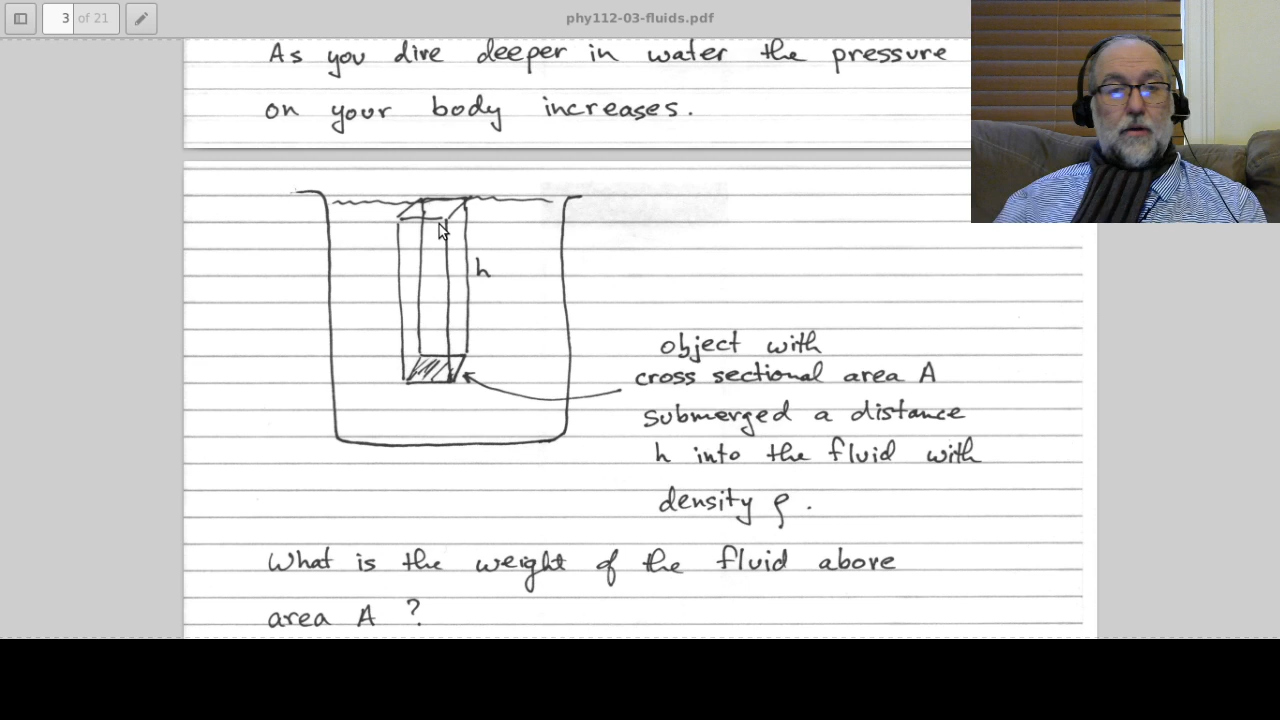 3 of 21
phy112-03-fluids.pdf
As you dive deeper in water the pressure
on your body increases.
h
object with
cross sectional area A
submerged a distance
h into the fluid with
density ρ.
What is the weight of the fluid above
area A ?